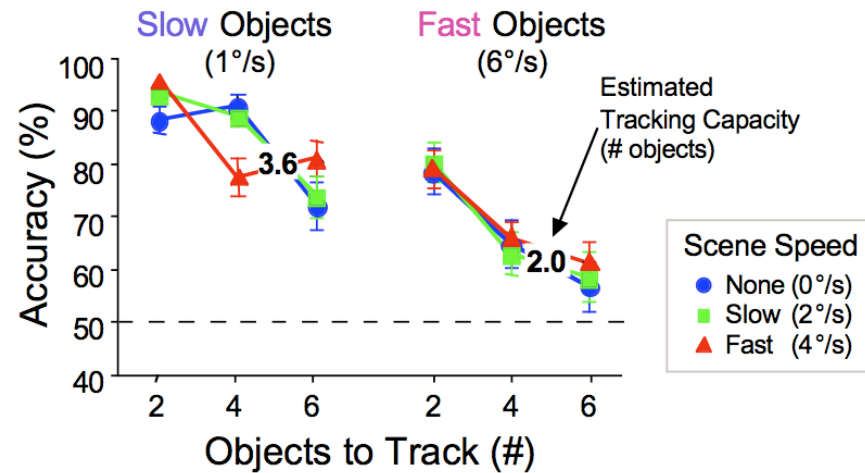 Slow Objects
(1°/s)
Fast Objects
(6°/s)
Estimated
Tracking Capacity
(# objects)
Accuracy (%)
100
90
80
70
60
50
40
3.6
2.0
2 4 6
2 4 6
Objects to Track (#)
Scene Speed
None (0°/s)
Slow (2°/s)
Fast (4°/s)